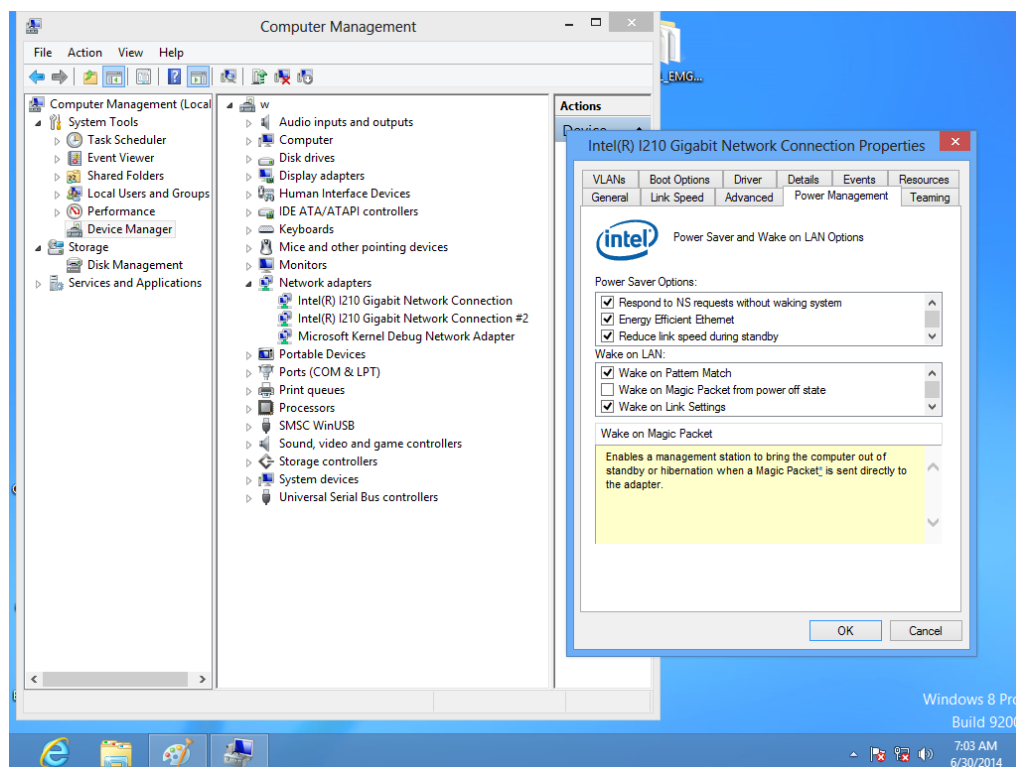 Computer Management
File Action View Help
Computer Management (Local
System Tools
Task Scheduler
Event Viewer
Shared Folders
Local Users and Groups
Performance
Device Manager
Storage
Disk Management
Services and Applications
w
Audio inputs and outputs
Computer
Disk drives
Display adapters
Human Interface Devices
IDE ATA/ATAPI controllers
Keyboards
Mice and other pointing devices
Monitors
Network adapters
Intel(R) I210 Gigabit Network Connection
Intel(R) I210 Gigabit Network Connection #2
Microsoft Kernel Debug Network Adapter
Portable Devices
Ports (COM & LPT)
Print queues
Processors
SMSC WinUSB
Sound, video and game controllers
Storage controllers
System devices
Universal Serial Bus controllers
Actions
_EMG...
Intel(R) I210 Gigabit Network Connection Properties
VLANs Boot Options Driver Details Events Resources
General Link Speed Advanced Power Management Teaming
intel
Power Saver and Wake on LAN Options
Power Saver Options:
Respond to NS requests without waking system
Energy Efficient Ethernet
Reduce link speed during standby
Wake on LAN:
Wake on Pattern Match
Wake on Magic Packet from power off state
Wake on Link Settings
Wake on Magic Packet
Enables a management station to bring the computer out of
standby or hibernation when a Magic Packet* is sent directly to
the adapter.
OK Cancel
Windows 8 Pro
Build 9200
7:03 AM
6/30/2014